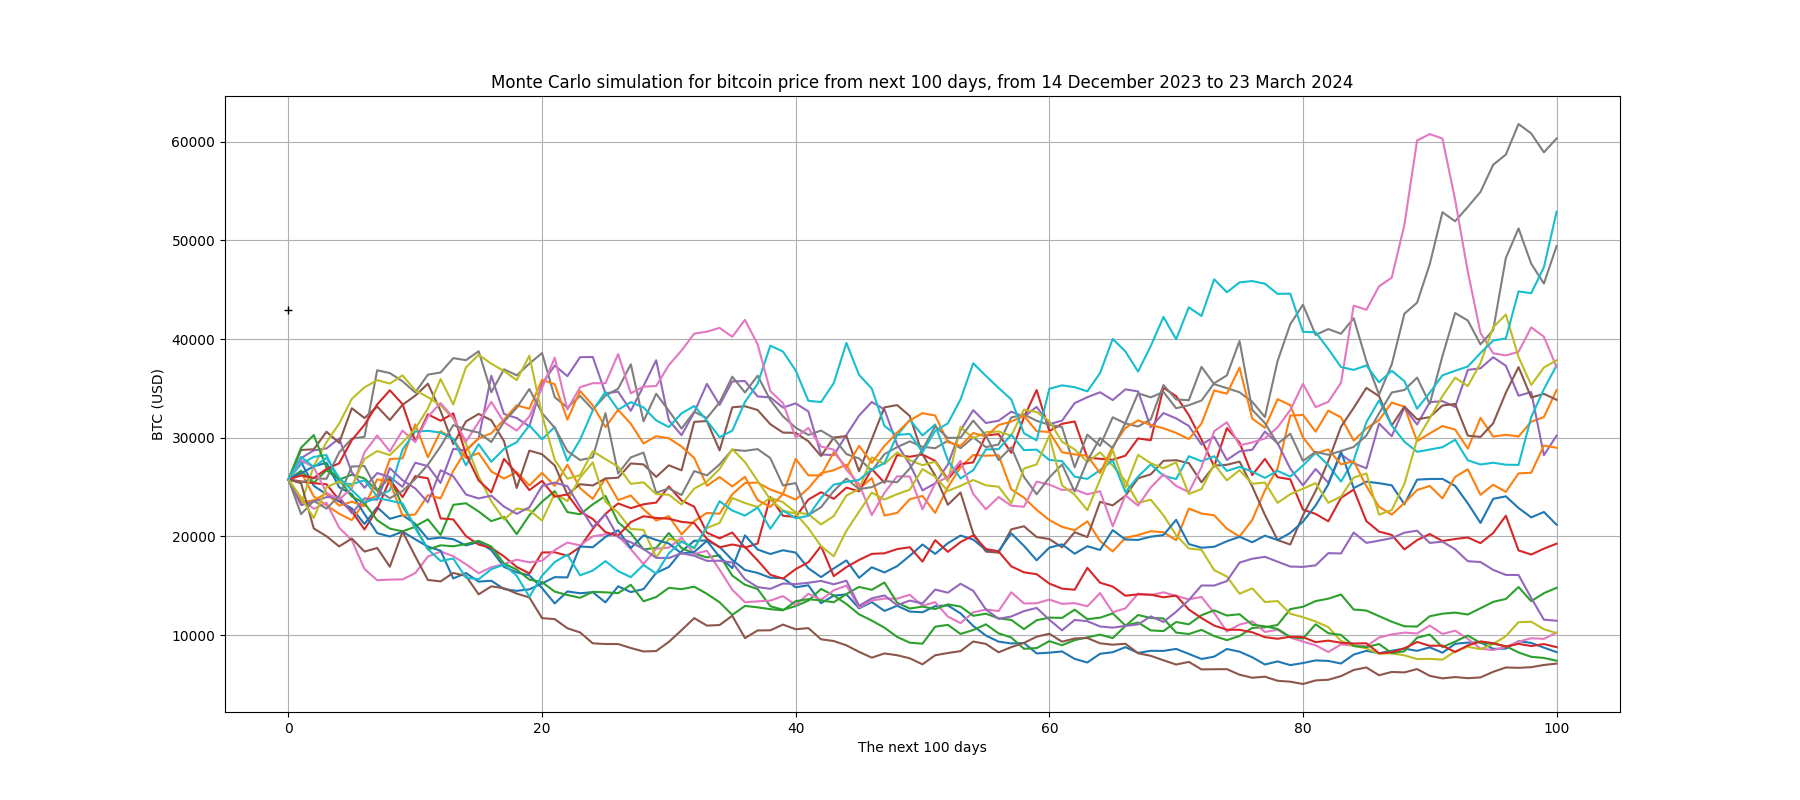 Monte Carlo simulation for bitcoin price from next 100 days, from 14 December 2023 to 23 March 2024
BTC (USD)
60000
50000
40000
30000
20000
10000
0 20 40 60 80 100
The next 100 days